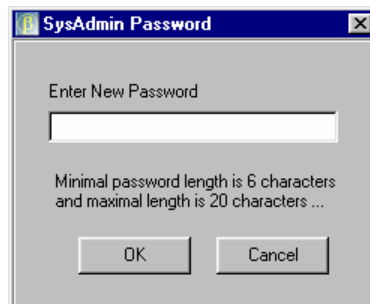 SysAdmin Password
Enter New Password
Minimal password length is 6 characters
and maximal length is 20 characters ...
OK
Cancel